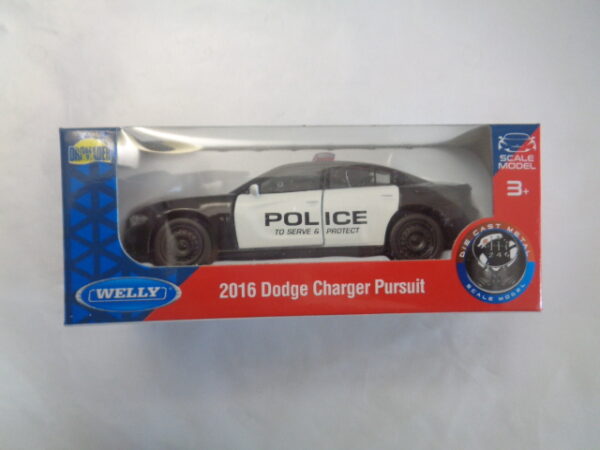 SCALE
MODEL
3+
POLICE
TO SERVE & PROTECT
DIE CAST METAL
SCALE MODEL
WELLY
2016 Dodge Charger Pursuit